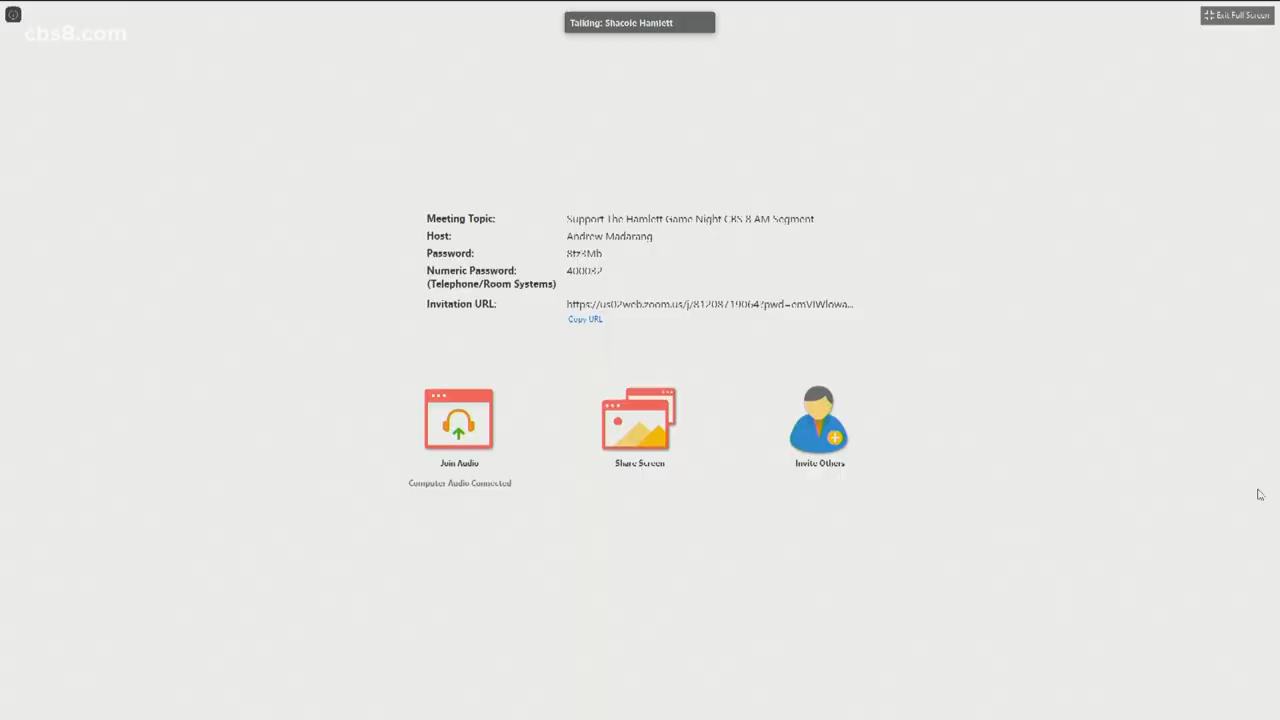 cbs8.com
Talking: Shacole Hamlett
Exit Full Screen
Meeting Topic: Support The Hamlett Game Night CBS 8 AM Segment
Host: Andrew Madarang
Password:
Numeric Password:
(Telephone/Room Systems)
Invitation URL:
Copy URL
Join Audio
Share Screen
Invite Others
Computer Audio Connected